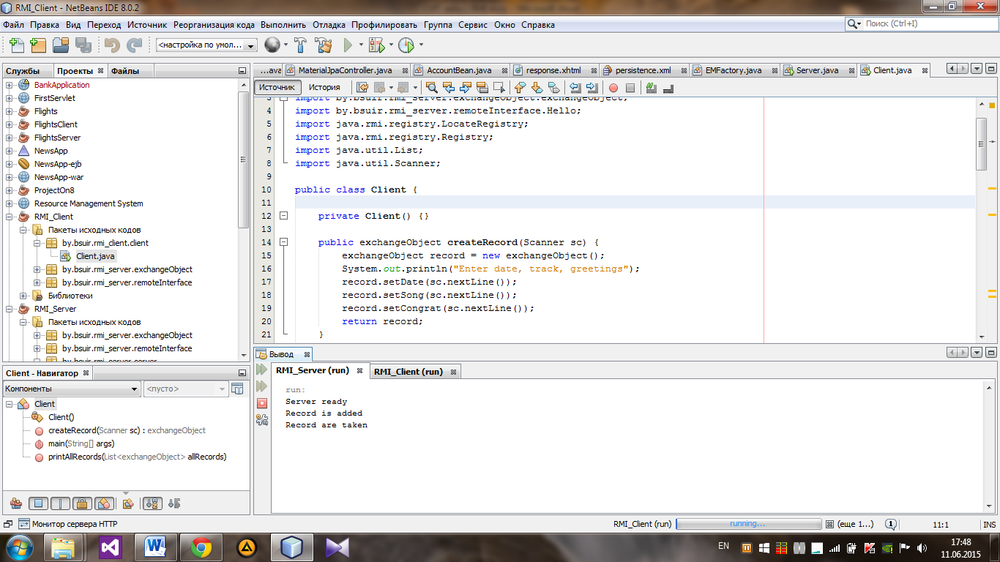 RMI_Client - NetBeans IDE 8.0.2
Файл Правка Вид Переход Источник Реорганизация кода Выполнить Отладка Профилировать Группа Сервис Окно Справка
Поиск (Ctrl+I)
<настройка по умол...
Службы Проекты Файлы
BankApplication
FirstServlet
Flights
FlightsClient
FlightsServer
NewsApp
NewsApp-ejb
NewsApp-war
ProjectOn8
Resource Management System
RMI_Client
Пакеты исходных кодов
by.bsuir.rmi_client.client
Client.java
by.bsuir.rmi_server.exchangeObject
by.bsuir.rmi_server.remoteInterface
Библиотеки
RMI_Server
Пакеты исходных кодов
by.bsuir.rmi_server.exchangeObject
by.bsuir.rmi_server.remoteInterface
by.bsuir.rmi_server.server
Client - Навигатор
Компоненты <пусто>
Client
Client()
createRecord(Scanner sc) : exchangeObject
main(String[] args)
printAllRecords(List<exchangeObject> allRecords)
...ava MaterialJpaController.java AccountBean.java response.xhtml persistence.xml EMFactory.java Server.java Client.java
Источник История
3 import by.bsuir.rmi_server.exchangeObject.exchangeObject;
4 import by.bsuir.rmi_server.remoteInterface.Hello;
5 import java.rmi.registry.LocateRegistry;
6 import java.rmi.registry.Registry;
7 import java.util.List;
8 import java.util.Scanner;
9
10 public class Client {
11
12 private Client() {}
13
14 public exchangeObject createRecord(Scanner sc) {
15 exchangeObject record = new exchangeObject();
16 System.out.println("Enter date, track, greetings");
17 record.setDate(sc.nextLine());
18 record.setSong(sc.nextLine());
19 record.setCongrat(sc.nextLine());
20 return record;
21 }
Вывод
RMI_Server (run) RMI_Client (run)
run:
Server ready
Record is added
Record are taken
Монитор сервера HTTP RMI_Client (run) running... (еще 1...) 1 11:1 INS
EN 17:48
11.06.2015